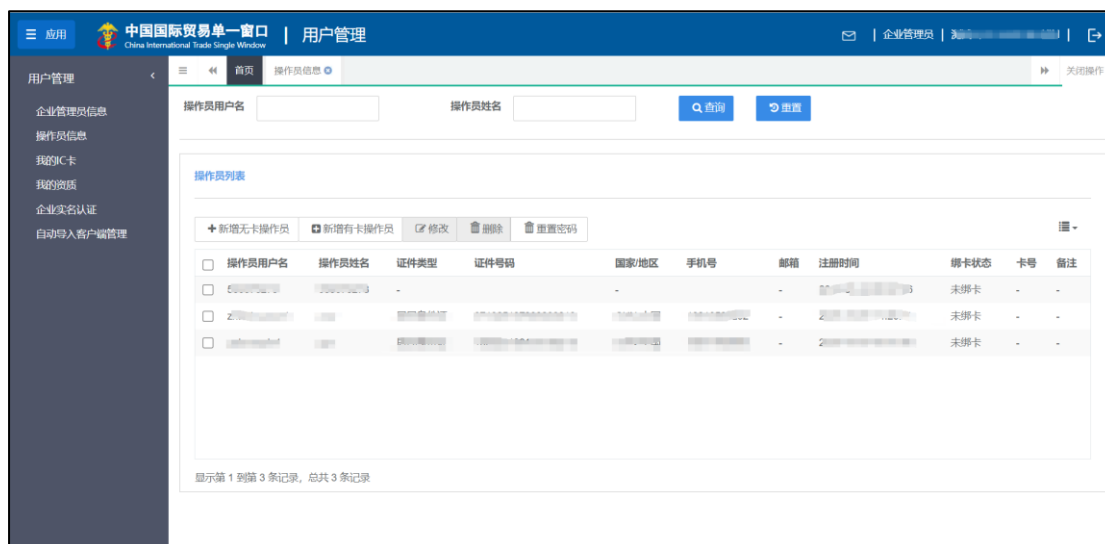 应用 中国国际贸易单一窗口 | 用户管理 | 企业管理员 | |
China International Trade Single Window
用户管理
企业管理员信息
操作员信息
我的IC卡
我的资质
企业实名认证
自动导入客户端管理
首页 操作员信息 关闭操作
操作员用户名 操作员姓名 查询 重置
操作员列表
新增无卡操作员 新增有卡操作员 修改 删除 重置密码
操作员用户名 操作员姓名 证件类型 证件号码 国家/地区 手机号 邮箱 注册时间 绑卡状态 卡号 备注
- - - 未绑卡 - -
- 未绑卡 - -
- 未绑卡 - -
显示第 1 到第 3 条记录，总共 3 条记录